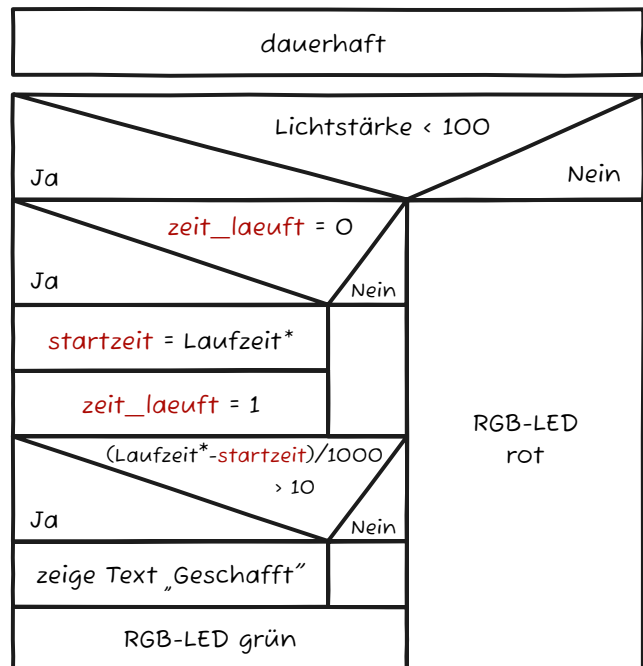 dauerhaft
Lichtstärke < 100
Ja
Nein
zeit_laeuft = 0
Ja
Nein
startzeit = Laufzeit*
zeit_laeuft = 1
RGB-LED
rot
(Laufzeit*-startzeit)/1000
> 10
Ja
Nein
zeige Text „Geschafft”
RGB-LED grün